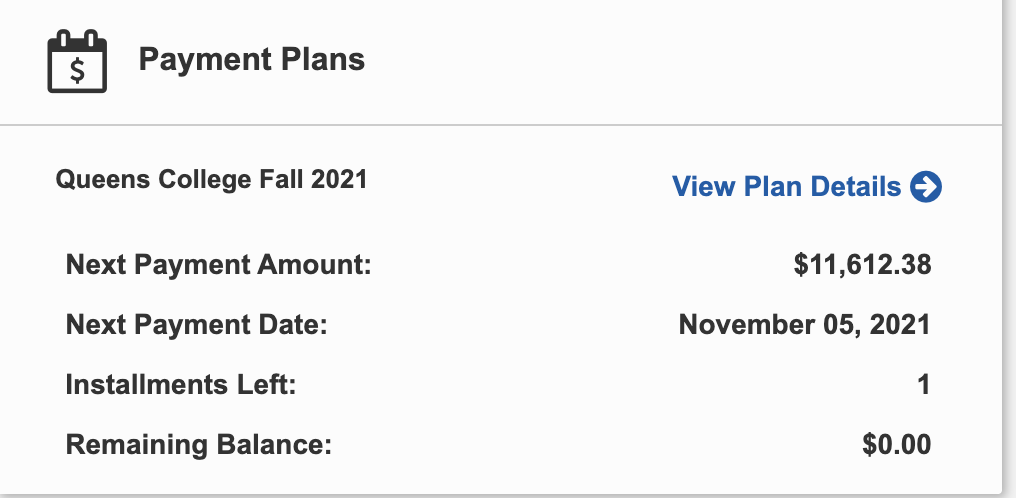 $
Payment Plans
Queens College Fall 2021
View Plan Details
Next Payment Amount: $11,612.38
Next Payment Date: November 05, 2021
Installments Left: 1
Remaining Balance: $0.00